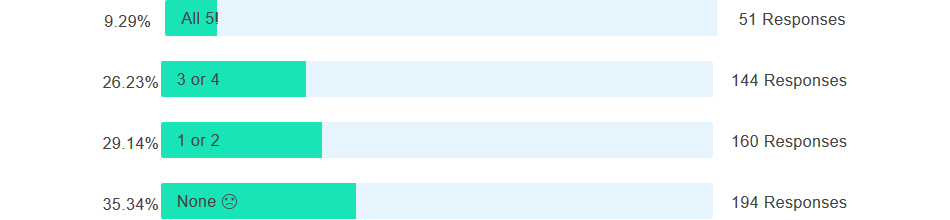 9.29% All 5! 51 Responses
26.23% 3 or 4 144 Responses
29.14% 1 or 2 160 Responses
35.34% None ☹ 194 Responses